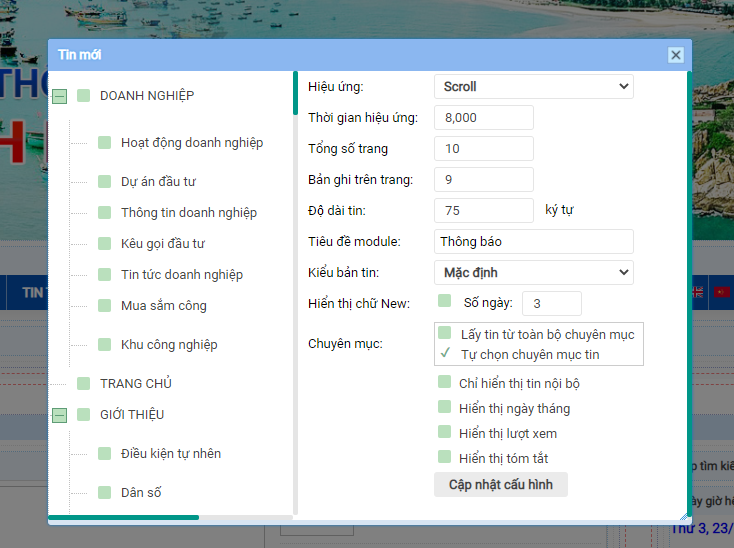 Tin mới
DOANH NGHIỆP
Hoạt động doanh nghiệp
Dự án đầu tư
Thông tin doanh nghiệp
Kêu gọi đầu tư
Tin tức doanh nghiệp
Mua sắm công
Khu công nghiệp
TRANG CHỦ
GIỚI THIỆU
Điều kiện tự nhiên
Dân số
Hiệu ứng: Scroll
Thời gian hiệu ứng: 8,000
Tổng số trang 10
Bản ghi trên trang: 9
Độ dài tin: 75 ký tự
Tiêu đề module: Thông báo
Kiểu bản tin: Mặc định
Hiển thị chữ New: Số ngày: 3
Chuyên mục: Lấy tin từ toàn bộ chuyên mục
Tự chọn chuyên mục tin
Chỉ hiển thị tin nội bộ
Hiển thị ngày tháng
Hiển thị lượt xem
Hiển thị tóm tắt
Cập nhật cấu hình
TIN
tìm kiế
ày giờ hệ
Thứ 3, 23/